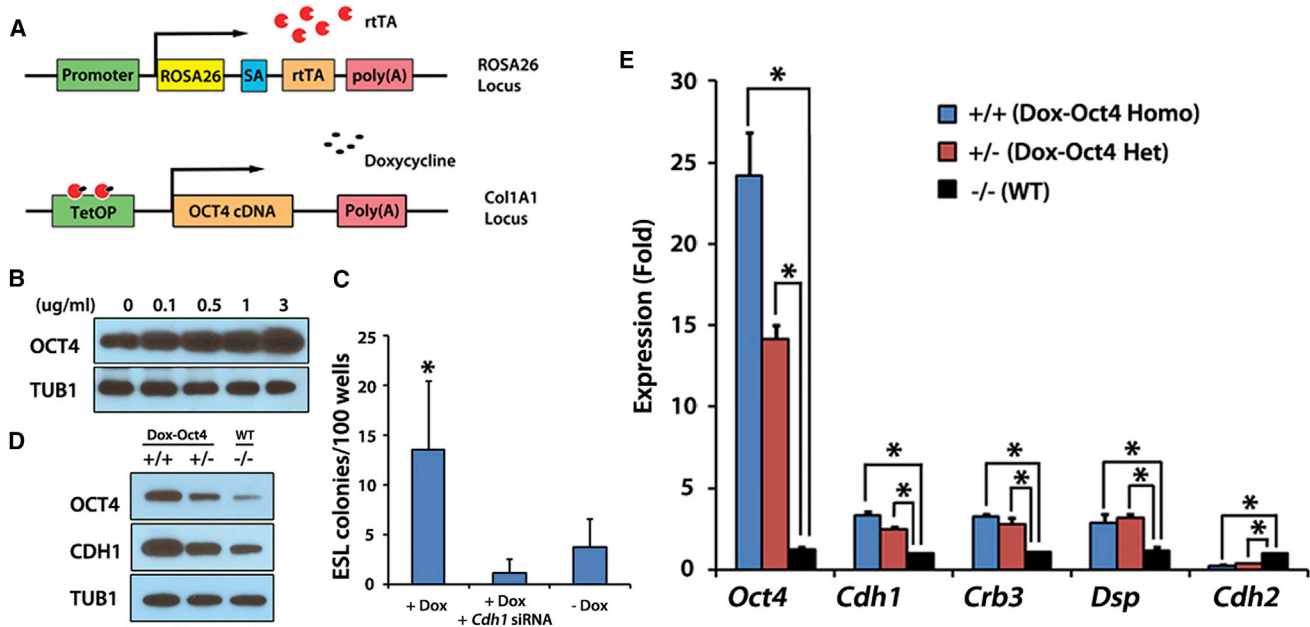 A
rtTA
Promoter ROSA26 SA rtTA poly(A)
ROSA26
Locus
Doxycycline
TetOP OCT4 cDNA Poly(A)
Col1A1
Locus
B
(ug/ml) 0 0.1 0.5 1 3
OCT4
TUB1
C
ESL colonies/100 wells
25
20
15
10
5
0
*
+ Dox
+ Dox
+ Cdh1 siRNA
- Dox
D
Dox-Oct4 WT
+/+ +/- -/-
OCT4
CDH1
TUB1
E
Expression (Fold)
30
25
20
15
10
5
0
+/+ (Dox-Oct4 Homo)
+/- (Dox-Oct4 Het)
-/- (WT)
* * * * * * * * * *
Oct4 Cdh1 Crb3 Dsp Cdh2